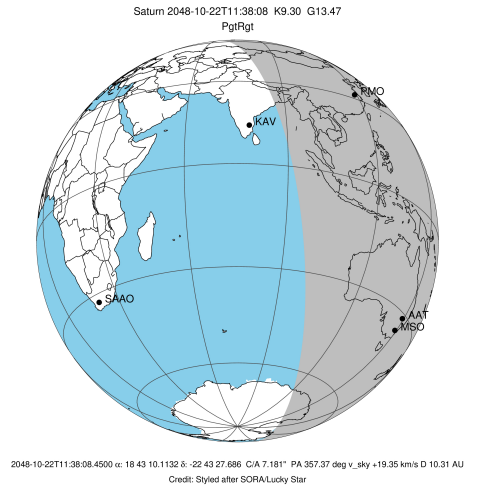 Saturn 2048-10-22T11:38:08 K9.30 G13.47
PgtRgt
PMO
KAV
SAAO
AAT
MSO
2048-10-22T11:38:08.4500 α: 18 43 10.1132 δ: -22 43 27.686 C/A 7.181" PA 357.37 deg v_sky +19.35 km/s D 10.31 AU
Credit: Styled after SORA/Lucky Star